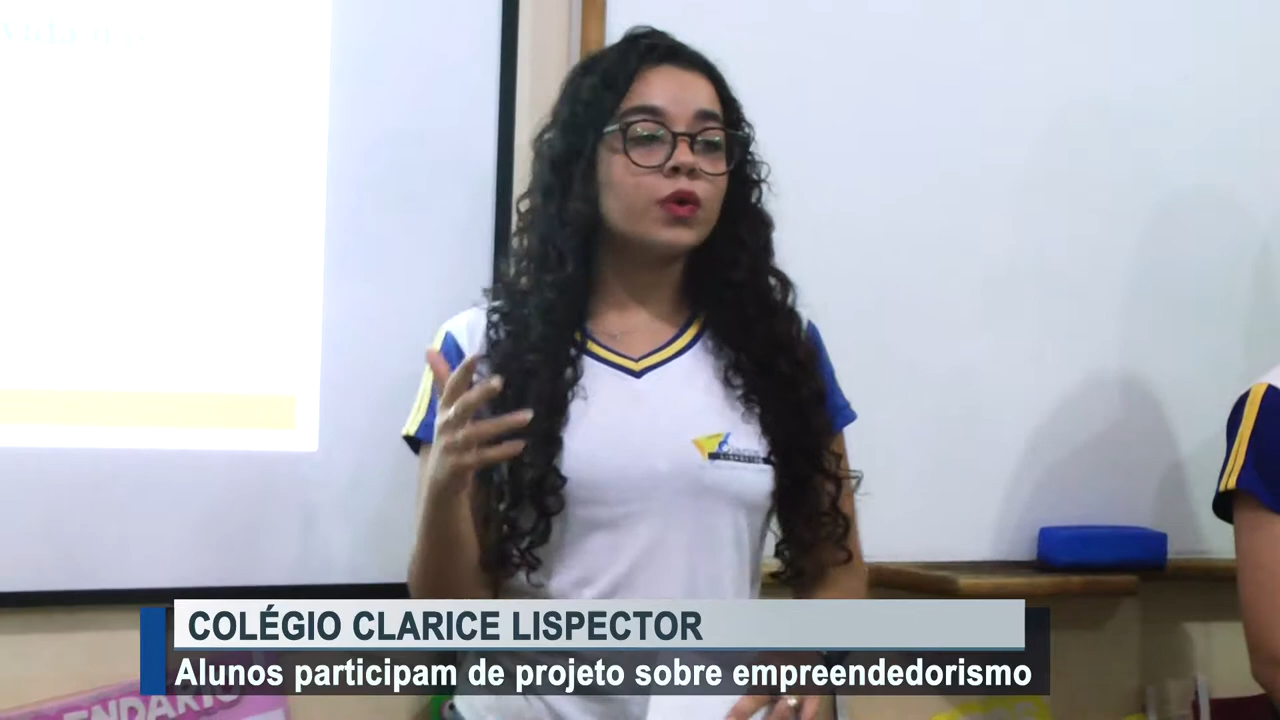 COLÉGIO CLARICE LISPECTOR
Alunos participam de projeto sobre empreendedorismo